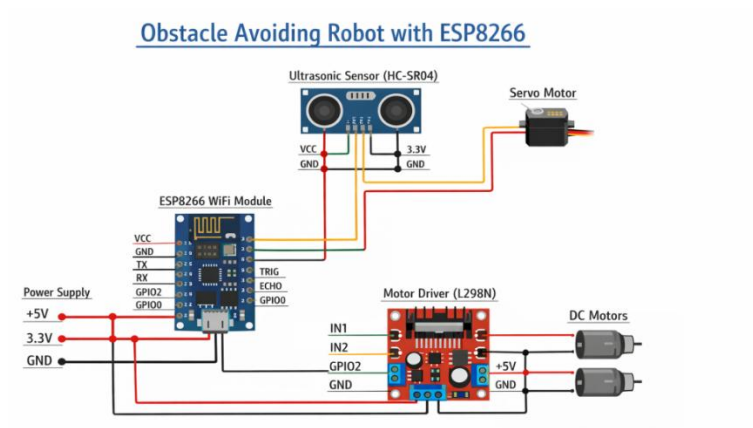 Obstacle Avoiding Robot with ESP8266
Ultrasonic Sensor (HC-SR04)
Servo Motor
VCC
3.3V
GND
GND
ESP8266 WiFi Module
VCC
GND
TX
RX
GPIO2
GPIO0
TRIG
ECHO
GPIO0
Power Supply
+5V
3.3V
GND
Motor Driver (L298N)
DC Motors
IN1
IN2
GPIO2
GND
+5V
GND